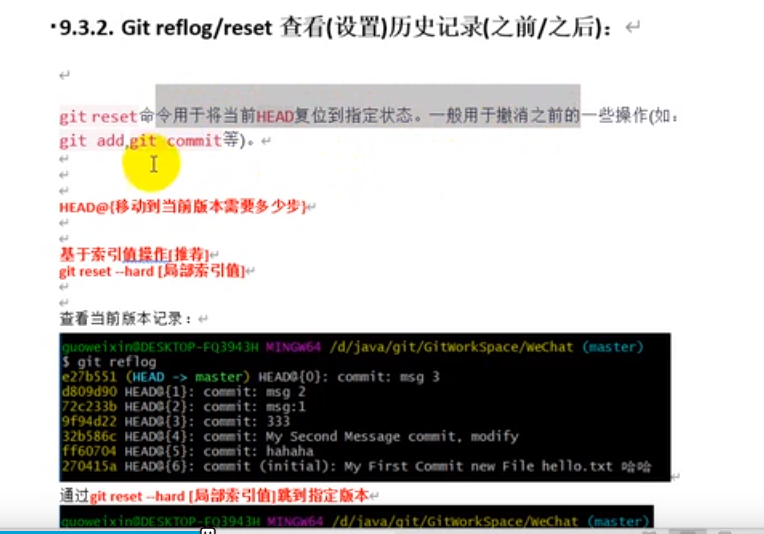 ·9.3.2. Git reflog/reset 查看(设置)历史记录(之前/之后)：
git reset命令用于将当前HEAD复位到指定状态。一般用于撤消之前的一些操作(如：
git add,git commit等)。
HEAD@{移动到当前版本需要多少步}
基于索引值操作[推荐]
git reset --hard [局部索引值]
查看当前版本记录：
guoweixin@DESKTOP-FQ3943H MINGW64 /d/java/git/GitWorkSpace/WeChat (master)
$ git reflog
e27b551 (HEAD -> master) HEAD@{0}: commit: msg 3
d809d90 HEAD@{1}: commit: msg 2
72c233b HEAD@{2}: commit: msg:1
9f94d22 HEAD@{3}: commit: 333
32b586c HEAD@{4}: commit: My Second Message commit, modify
ff60704 HEAD@{5}: commit: hahaha
270415a HEAD@{6}: commit (initial): My First Commit new File hello.txt 哈哈
通过git reset --hard [局部索引值]跳到指定版本
guoweixin@DESKTOP-FQ3943H MINGW64 /d/java/git/GitWorkSpace/WeChat (master)